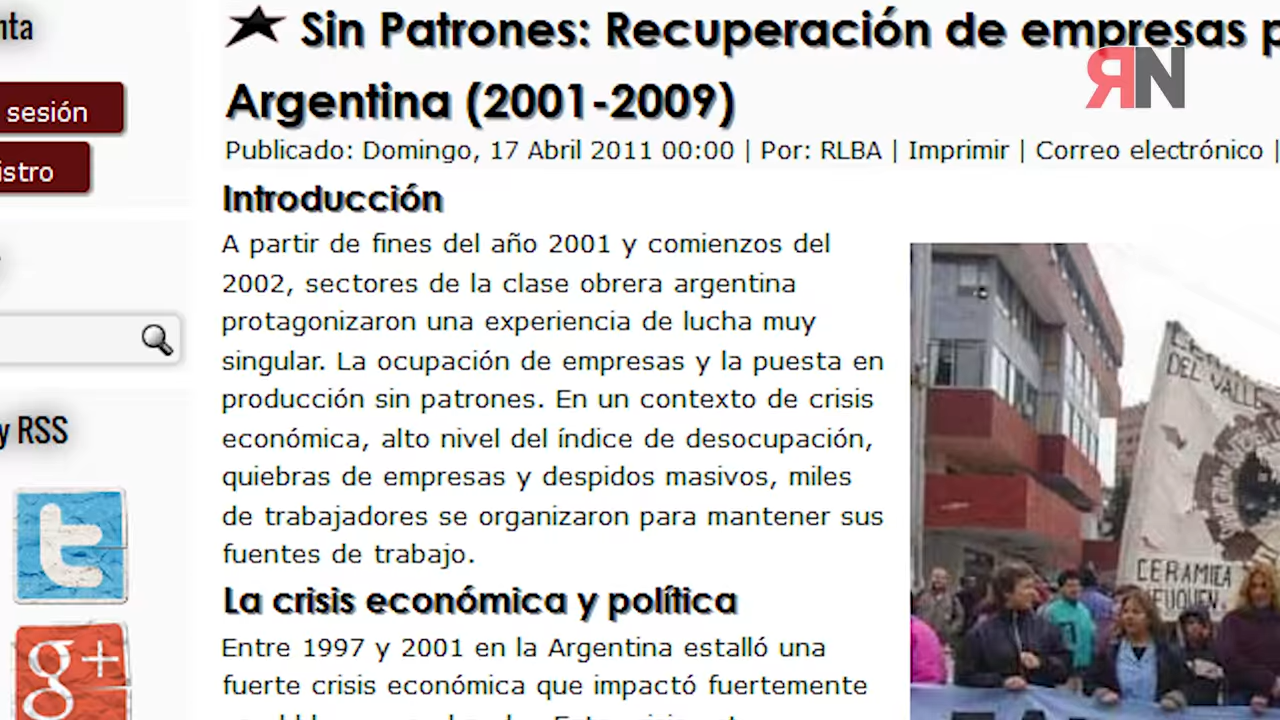 nta
sesión
istro
y RSS
Sin Patrones: Recuperación de empresas p
Argentina (2001-2009)
ЯN
Publicado: Domingo, 17 Abril 2011 00:00 | Por: RLBA | Imprimir | Correo electrónico |
Introducción
A partir de fines del año 2001 y comienzos del
2002, sectores de la clase obrera argentina
protagonizaron una experiencia de lucha muy
singular. La ocupación de empresas y la puesta en
producción sin patrones. En un contexto de crisis
económica, alto nivel del índice de desocupación,
quiebras de empresas y despidos masivos, miles
de trabajadores se organizaron para mantener sus
fuentes de trabajo.
La crisis económica y política
Entre 1997 y 2001 en la Argentina estalló una
fuerte crisis económica que impactó fuertemente
DEL VALLE
CERAMICA
NEUQUEN.
t
g+